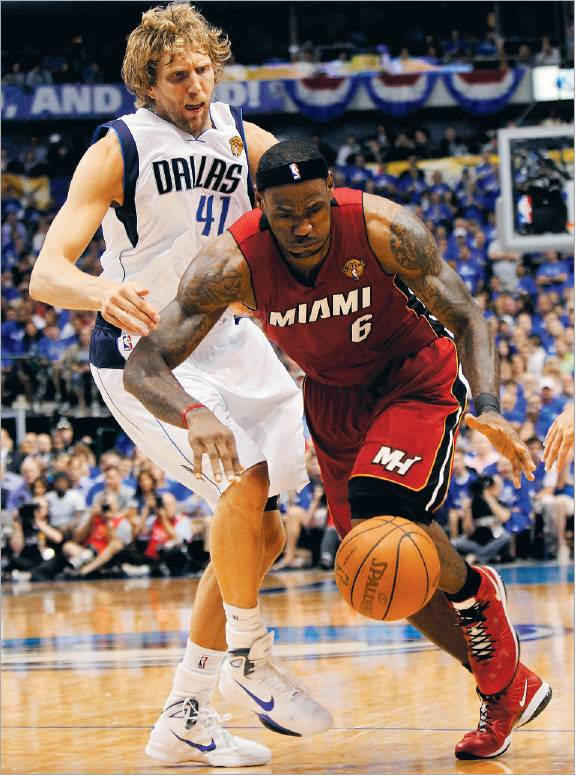 , AND
DALLAS
41
MIAMI
6
MH
SPALDING